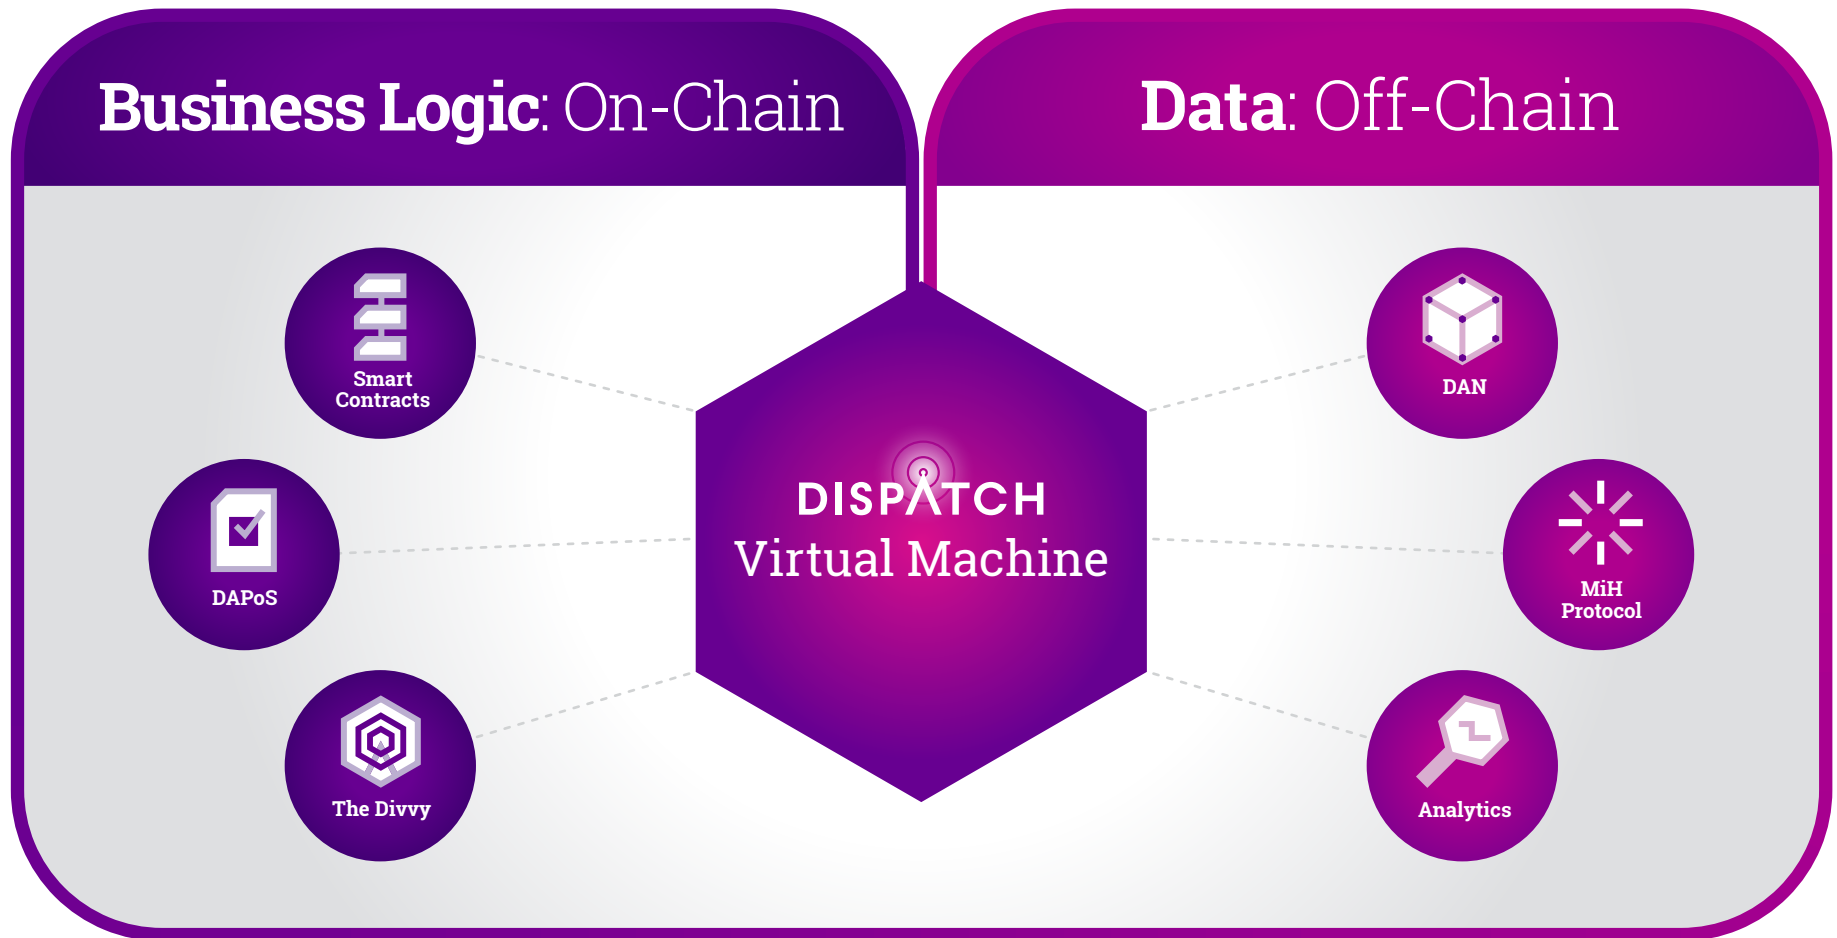 Business Logic: On-Chain
Data: Off-Chain
Smart
Contracts
DAPoS
The Divvy
DISPATCH
Virtual Machine
DAN
MiH
Protocol
Analytics